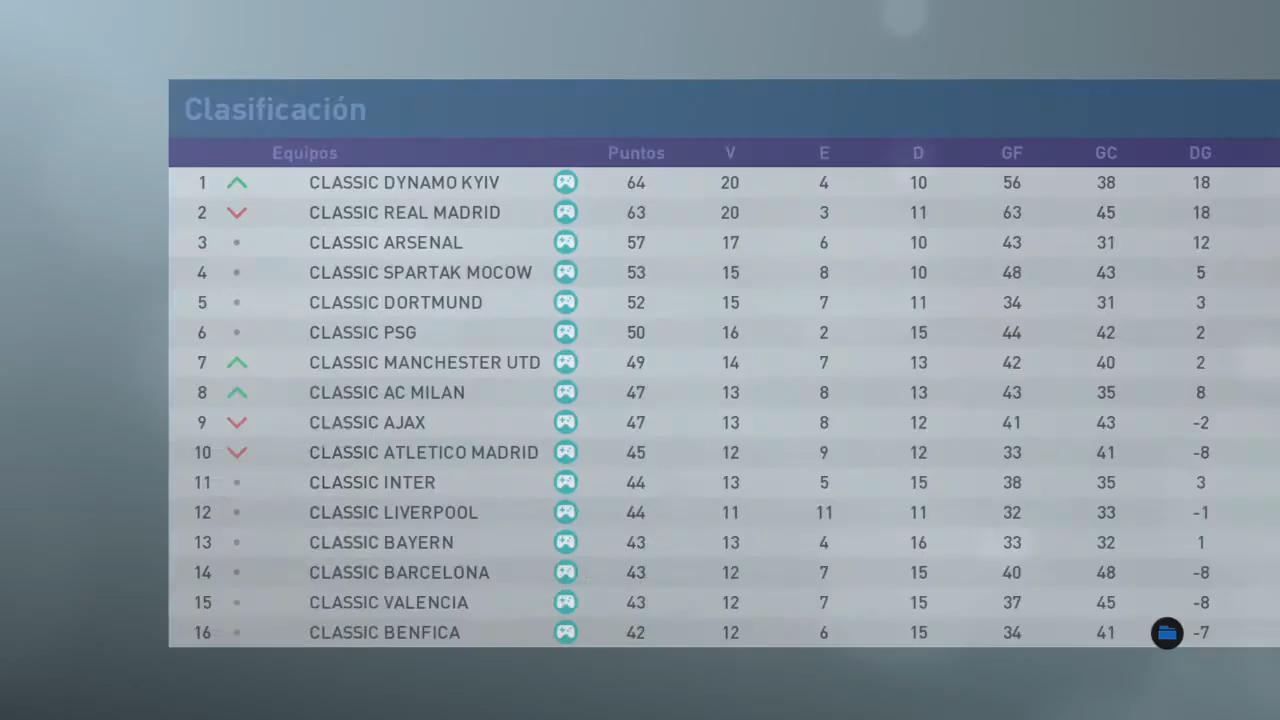 Clasificación
Equipos Puntos V E D GF GC DG
1 CLASSIC DYNAMO KYIV 64 20 4 10 56 38 18
2 CLASSIC REAL MADRID 63 20 3 11 63 45 18
3 CLASSIC ARSENAL 57 17 6 10 43 31 12
4 CLASSIC SPARTAK MOCOW 53 15 8 10 48 43 5
5 CLASSIC DORTMUND 52 15 7 11 34 31 3
6 CLASSIC PSG 50 16 2 15 44 42 2
7 CLASSIC MANCHESTER UTD 49 14 7 13 42 40 2
8 CLASSIC AC MILAN 47 13 8 13 43 35 8
9 CLASSIC AJAX 47 13 8 12 41 43 -2
10 CLASSIC ATLETICO MADRID 45 12 9 12 33 41 -8
11 CLASSIC INTER 44 13 5 15 38 35 3
12 CLASSIC LIVERPOOL 44 11 11 11 32 33 -1
13 CLASSIC BAYERN 43 13 4 16 33 32 1
14 CLASSIC BARCELONA 43 12 7 15 40 48 -8
15 CLASSIC VALENCIA 43 12 7 15 37 45 -8
16 CLASSIC BENFICA 42 12 6 15 34 41 -7